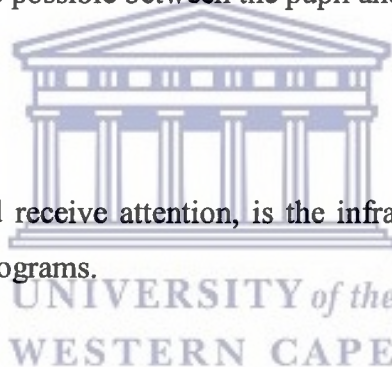 possible between the pupil and
receive attention, is the infra
ograms.
UNIVERSITY of the
WESTERN CAPE